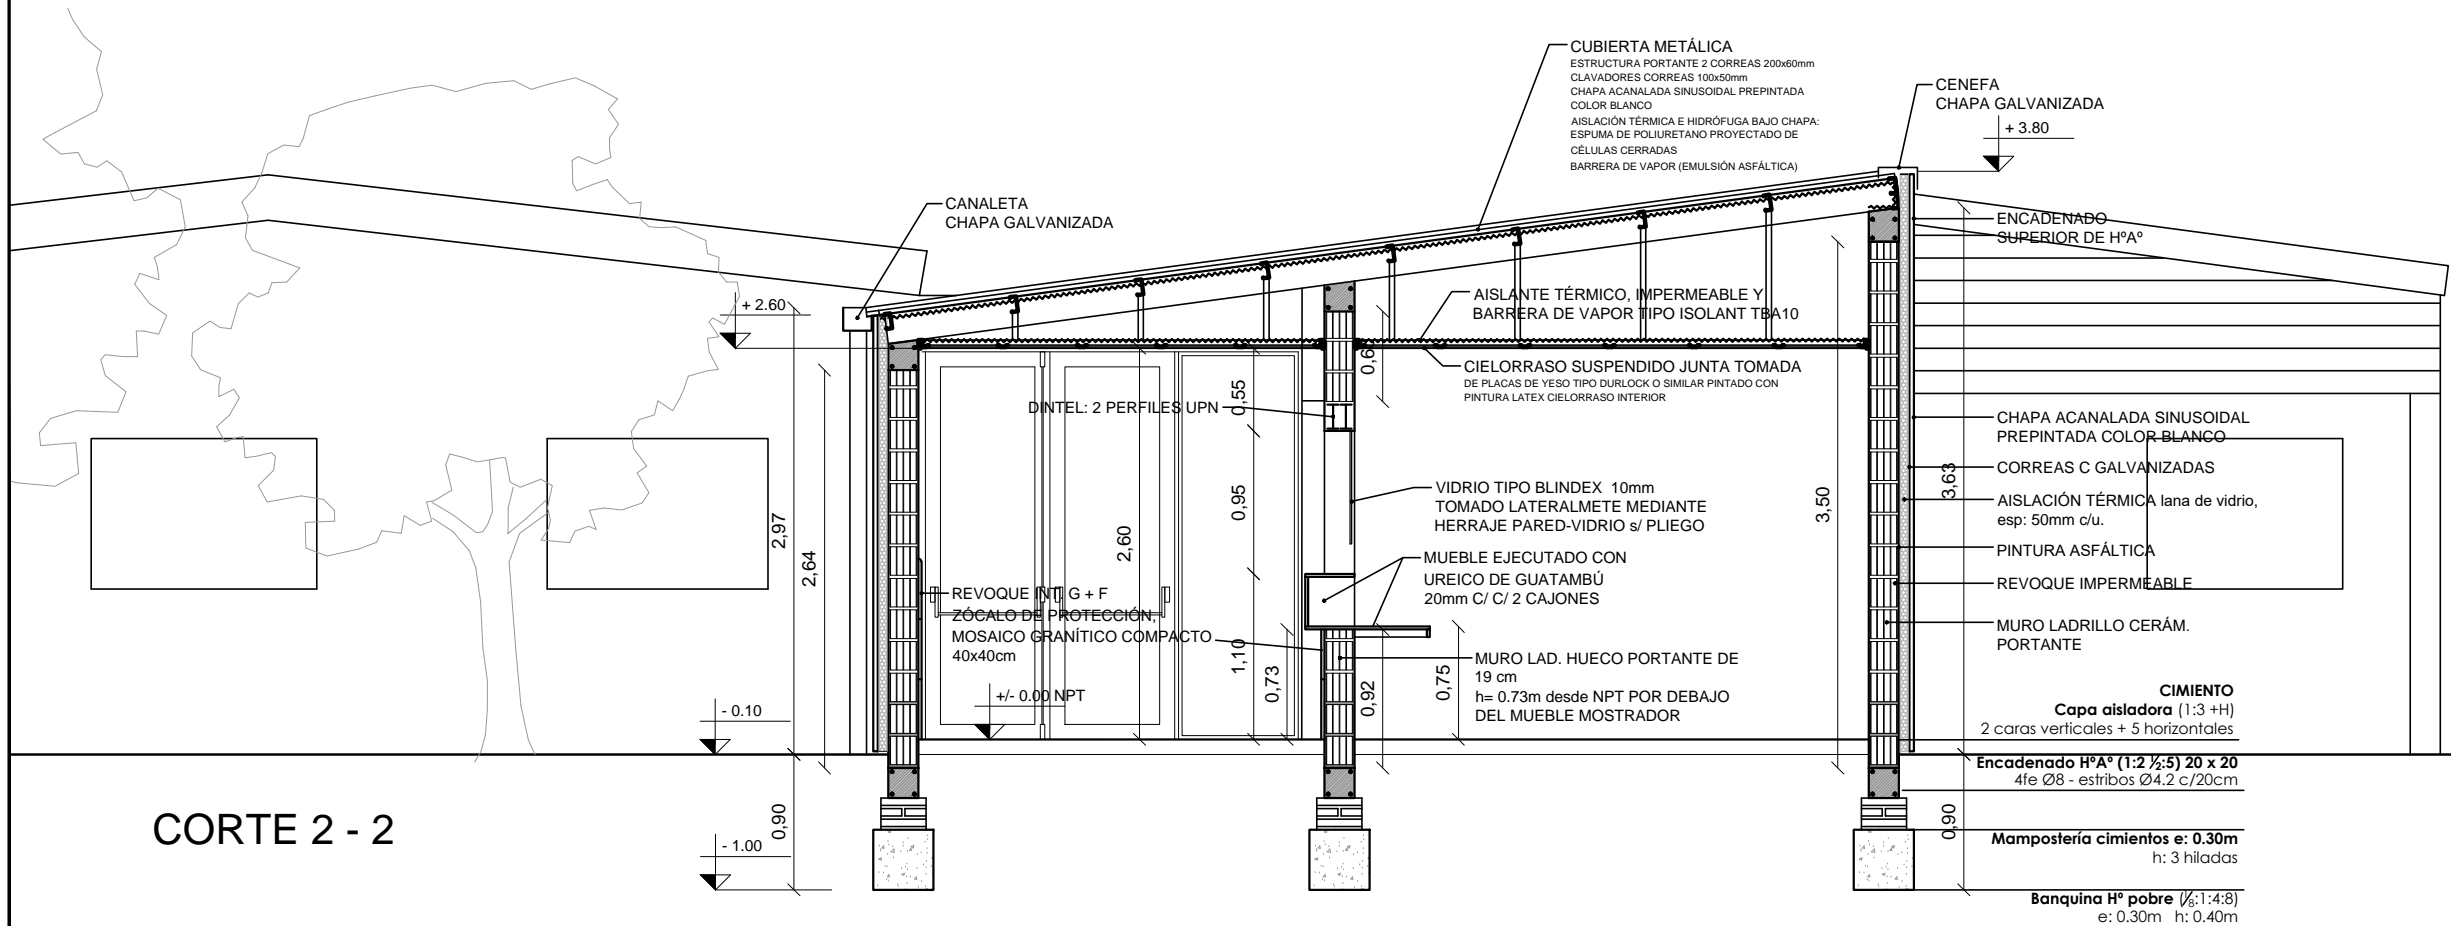 CUBIERTA METÁLICA
ESTRUCTURA PORTANTE 2 CORREAS 200x60mm
CLAVADORES CORREAS 100x50mm
CHAPA ACANALADA SINUSOIDAL PREPINTADA
COLOR BLANCO
AISLACIÓN TÉRMICA E HIDRÓFUGA BAJO CHAPA:
ESPUMA DE POLIURETANO PROYECTADO DE
CÉLULAS CERRADAS
BARRERA DE VAPOR (EMULSIÓN ASFÁLTICA)
CENEFA
CHAPA GALVANIZADA
+ 3.80
CANALETA
CHAPA GALVANIZADA
ENCADENADO
SUPERIOR DE HºAº
+ 2.60
AISLANTE TÉRMICO, IMPERMEABLE Y
BARRERA DE VAPOR TIPO ISOLANT TBA10
CIELORRASO SUSPENDIDO JUNTA TOMADA
DE PLACAS DE YESO TIPO DURLOCK O SIMILAR PINTADO CON
PINTURA LATEX CIELORRASO INTERIOR
DINTEL: 2 PERFILES UPN
0,55
0,95
1,10
0,73
2,60
2,97
2,64
0,92
0,75
3,50
3,63
CHAPA ACANALADA SINUSOIDAL
PREPINTADA COLOR BLANCO
CORREAS C GALVANIZADAS
AISLACIÓN TÉRMICA lana de vidrio,
esp: 50mm c/u.
PINTURA ASFÁLTICA
REVOQUE IMPERMEABLE
MURO LADRILLO CERÁM.
PORTANTE
VIDRIO TIPO BLINDEX 10mm
TOMADO LATERALMETE MEDIANTE
HERRAJE PARED-VIDRIO s/ PLIEGO
MUEBLE EJECUTADO CON
UREICO DE GUATAMBÚ
20mm C/ C/ 2 CAJONES
REVOQUE INT. G + F
ZÓCALO DE PROTECCIÓN,
MOSAICO GRANÍTICO COMPACTO
40x40cm
MURO LAD. HUECO PORTANTE DE
19 cm
h= 0.73m desde NPT POR DEBAJO
DEL MUEBLE MOSTRADOR
+/- 0.00 NPT
- 0.10
CIMIENTO
Capa aisladora (1:3 +H)
2 caras verticales + 5 horizontales
Encadenado HºAº (1:2 ½:5) 20 x 20
4fe Ø8 - estribos Ø4.2 c/20cm
Mampostería cimientos e: 0.30m
h: 3 hiladas
Banquina Hº pobre (⅛:1:4:8)
e: 0.30m h: 0.40m
0,90
0,90
- 1.00
CORTE 2 - 2